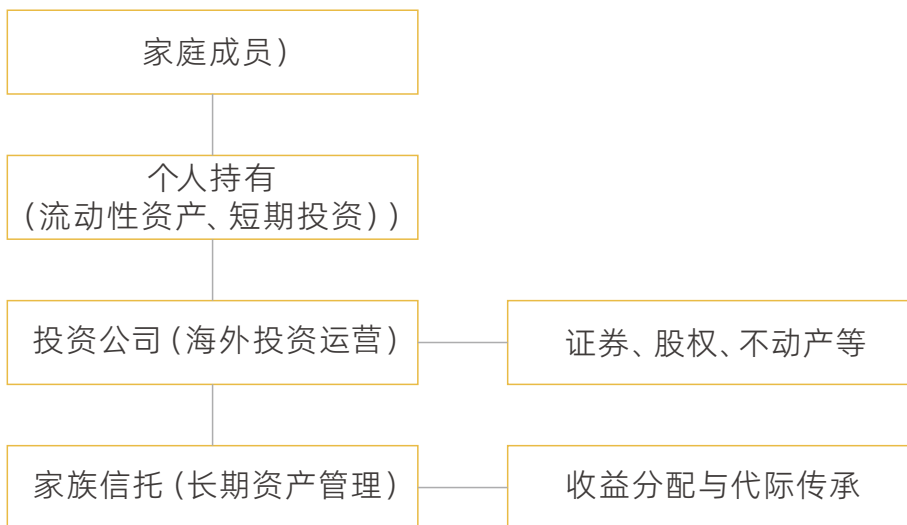 家庭成员)
个人持有
(流动性资产、短期投资))
投资公司(海外投资运营)
证券、股权、不动产等
家族信托(长期资产管理)
收益分配与代际传承